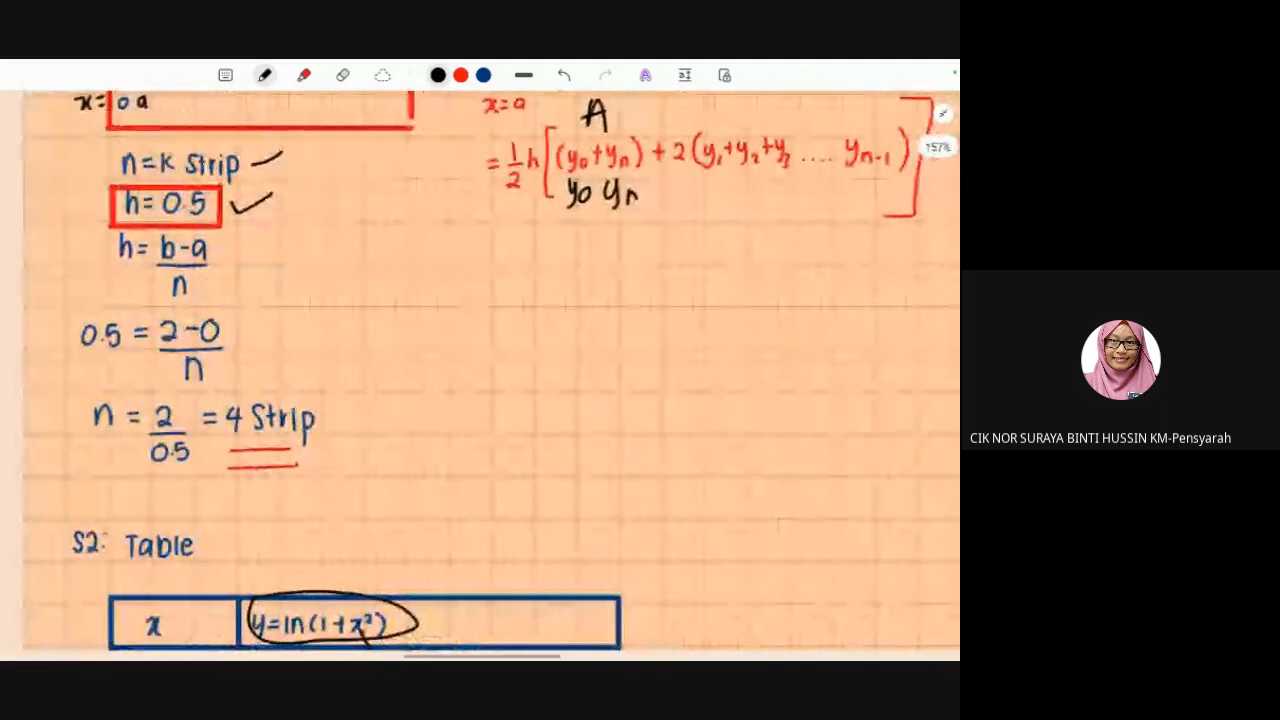 x= 0 a
n=k Strip
h=0.5
h= b-a
n
0.5 = 2-0
n
n = 2 = 4 Strip
0.5
S2: Table
x
y=ln(1+x²)
x=a
A
= 1/2 h [(y₀+yₙ) + 2(y₁+y₂+y₃ .... yₙ₋₁)]
y₀ yₙ
157%
CIK NOR SURAYA BINTI HUSSIN KM-Pensyarah